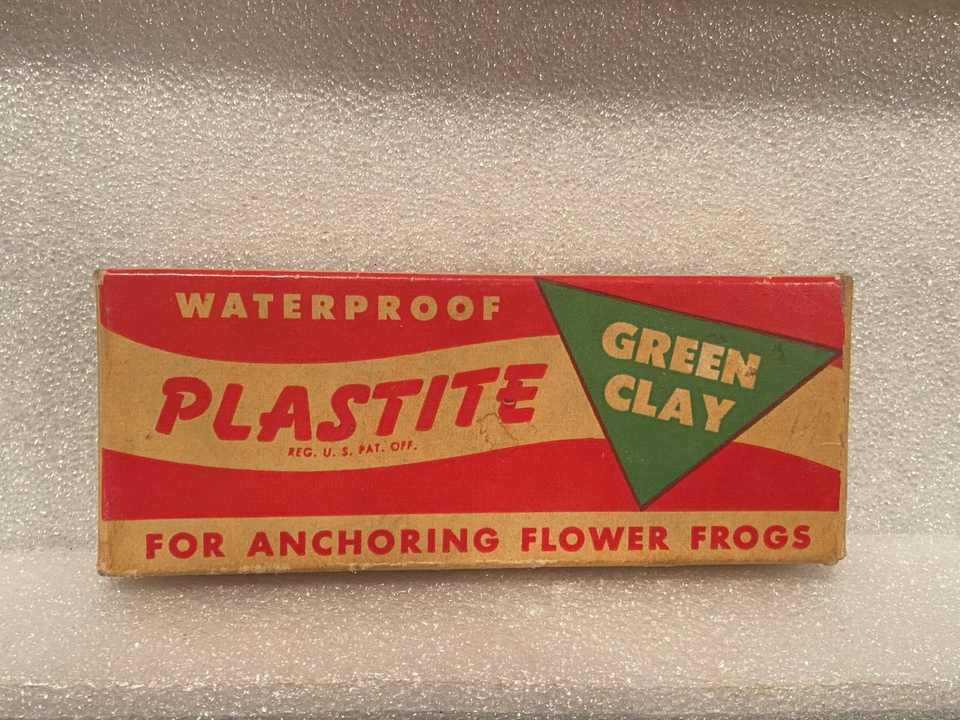 WATERPROOF
PLASTITE
REG. U. S. PAT. OFF.
GREEN
CLAY
FOR ANCHORING FLOWER FROGS